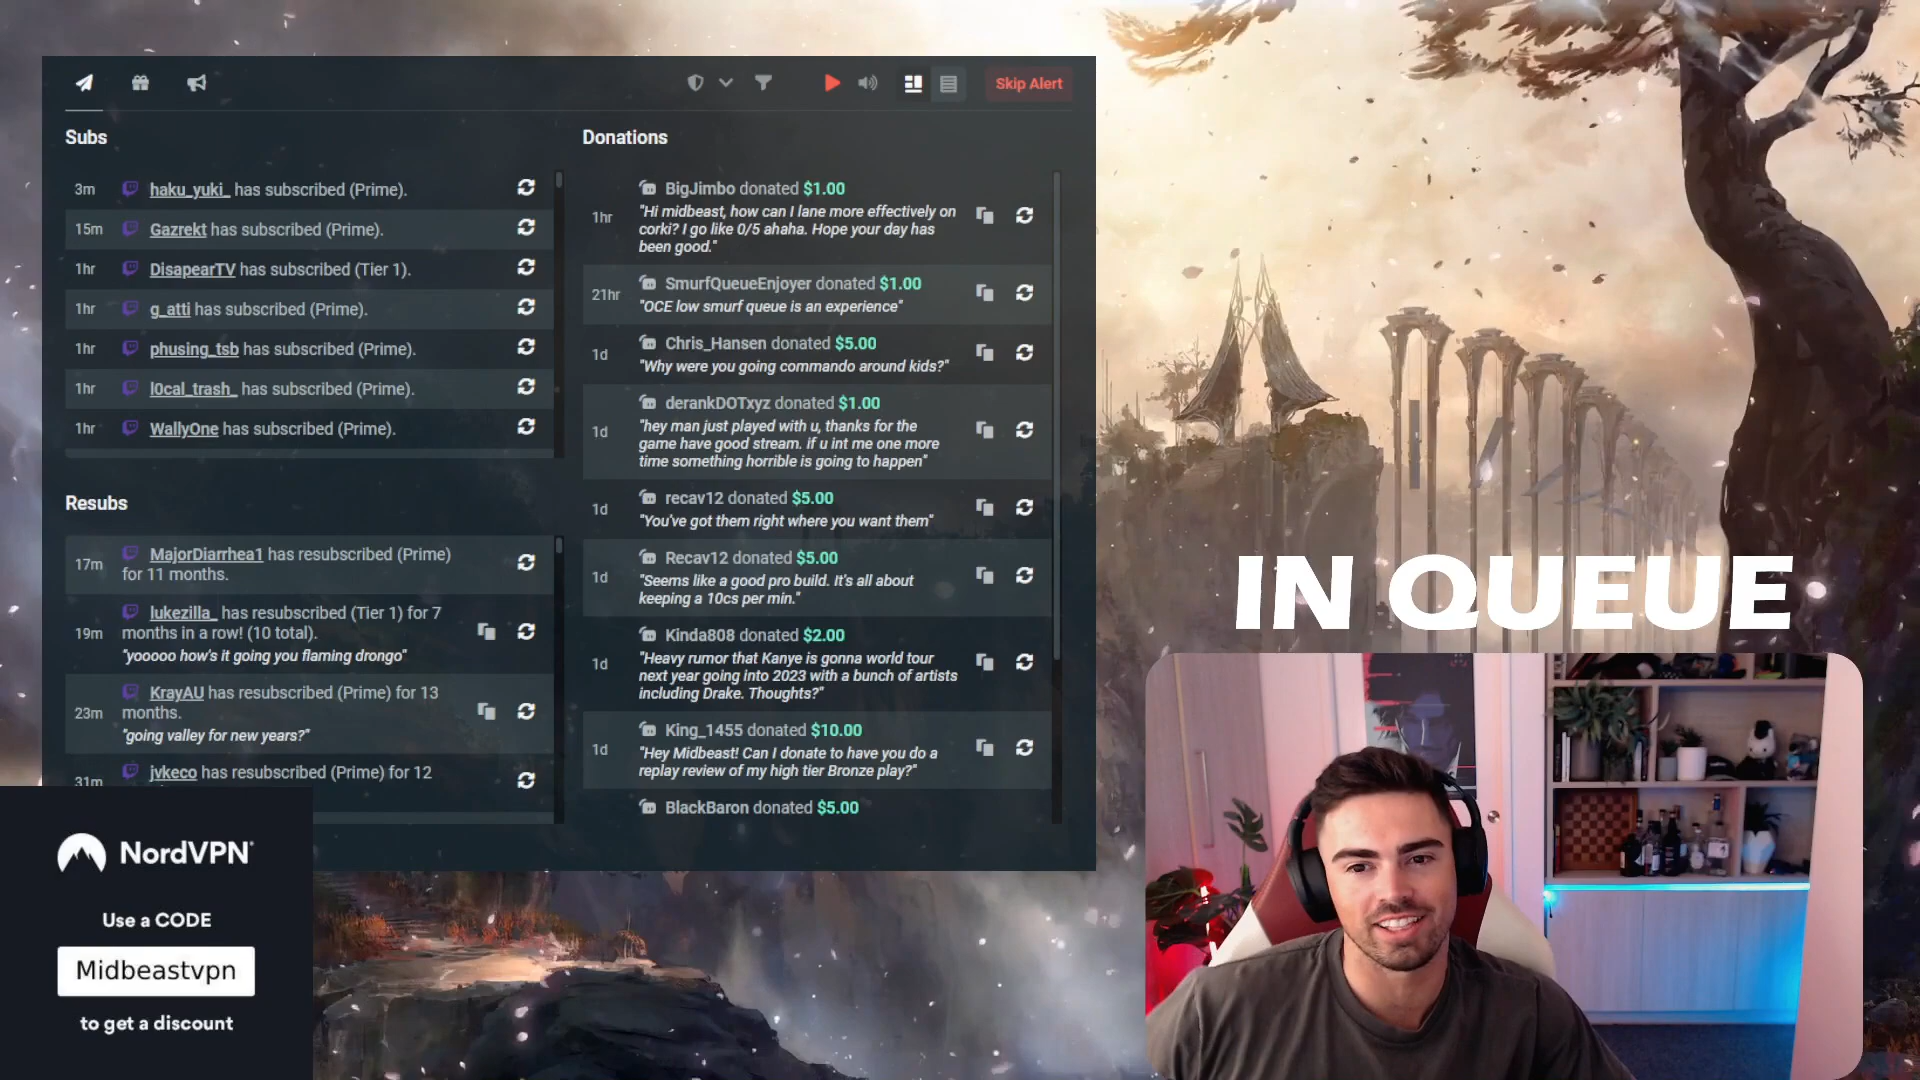 Skip Alert
Subs
3m haku_yuki_ has subscribed (Prime).
15m Gazrekt has subscribed (Prime).
1hr DisapearTV has subscribed (Tier 1).
1hr g_atti has subscribed (Prime).
1hr phusing_tsb has subscribed (Prime).
1hr l0cal_trash_ has subscribed (Prime).
1hr WallyOne has subscribed (Prime).
Resubs
17m MajorDiarrhea1 has resubscribed (Prime)
for 11 months.
lukezilla_ has resubscribed (Tier 1) for 7
19m months in a row! (10 total).
"yooooo how's it going you flaming drongo"
KrayAU has resubscribed (Prime) for 13
23m months.
"going valley for new years?"
31m jvkeco has resubscribed (Prime) for 12
Donations
BigJimbo donated $1.00
1hr "Hi midbeast, how can I lane more effectively on
corki? I go like 0/5 ahaha. Hope your day has
been good."
SmurfQueueEnjoyer donated $1.00
21hr "OCE low smurf queue is an experience"
Chris_Hansen donated $5.00
1d "Why were you going commando around kids?"
derankDOTxyz donated $1.00
1d "hey man just played with u, thanks for the
game have good stream. if u int me one more
time something horrible is going to happen"
recav12 donated $5.00
1d "You've got them right where you want them"
Recav12 donated $5.00
1d "Seems like a good pro build. It's all about
keeping a 10cs per min."
Kinda808 donated $2.00
1d "Heavy rumor that Kanye is gonna world tour
next year going into 2023 with a bunch of artists
including Drake. Thoughts?"
King_1455 donated $10.00
1d "Hey Midbeast! Can I donate to have you do a
replay review of my high tier Bronze play?"
BlackBaron donated $5.00
IN QUEUE
NordVPN
Use a CODE
Midbeastvpn
to get a discount